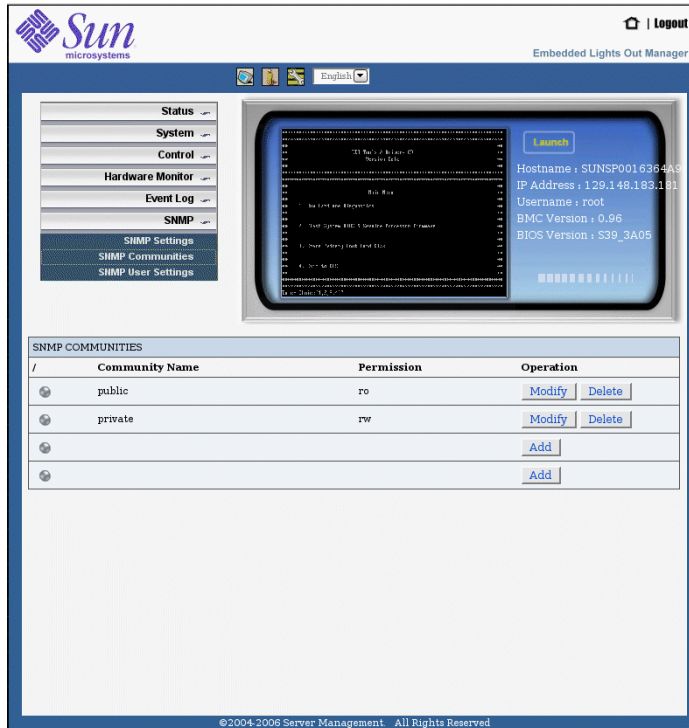 Sun
microsystems
| Logout
Embedded Lights Out Manager
English
Status
System
Control
Hardware Monitor
Event Log
SNMP
SNMP Settings
SNMP Communities
SNMP User Settings
Main Menu
Launch
Hostname : SUNSP0016364A9
IP Address : 129.148.183.181
Username : root
BMC Version : 0.96
BIOS Version : S39_3A05
SNMP COMMUNITIES
/ Community Name Permission Operation
public ro Modify Delete
private rw Modify Delete
Add
Add
©2004-2006 Server Management. All Rights Reserved